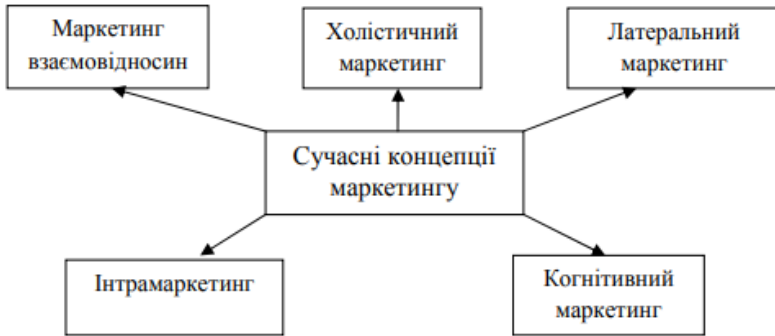 Маркетинг
взаємовідносин
Холістичний
маркетинг
Латеральний
маркетинг
Сучасні концепції
маркетингу
Інтрамаркетинг
Когнітивний
маркетинг